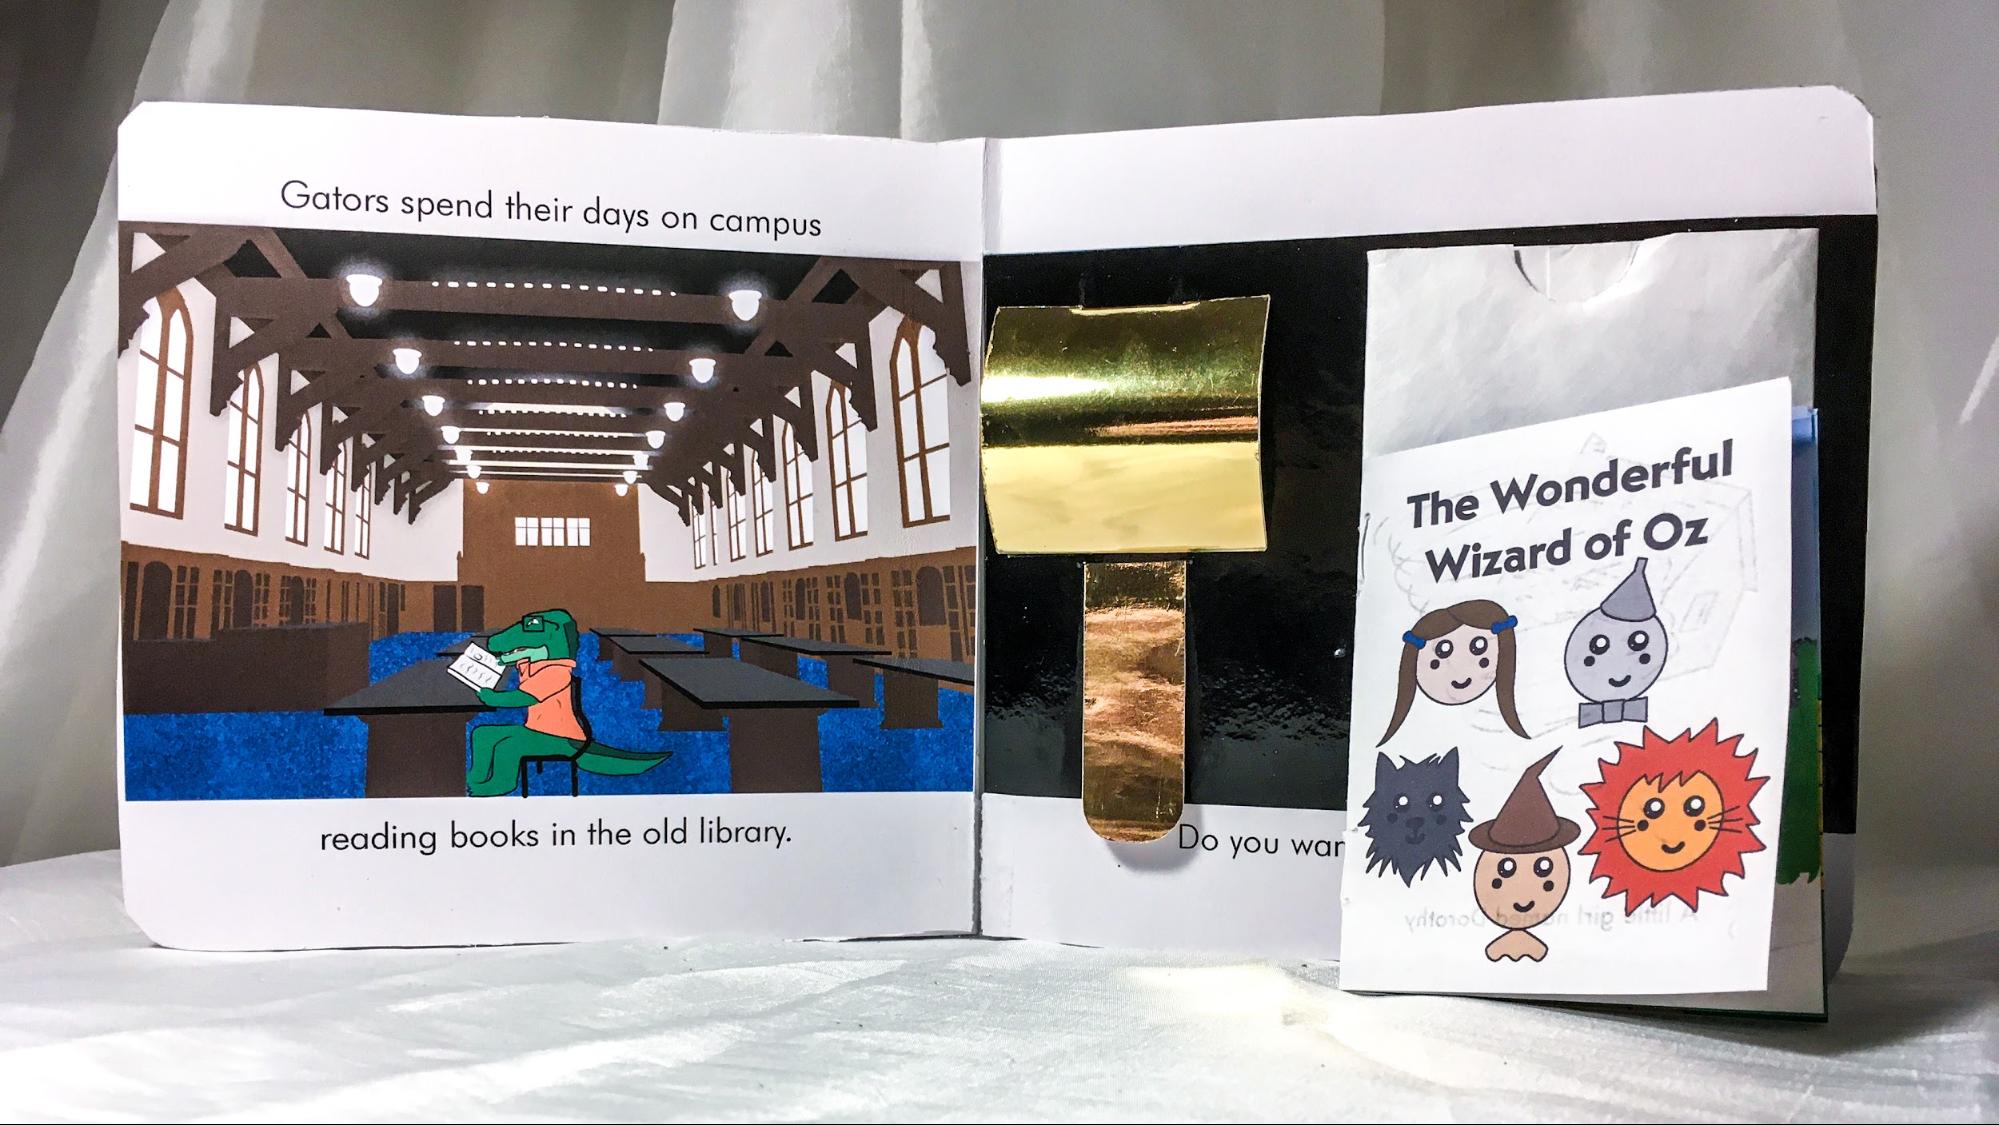 Gators spend their days on campus
reading books in the old library.
Do you
The Wonderful
Wizard of Oz
A little girl named Dorothy